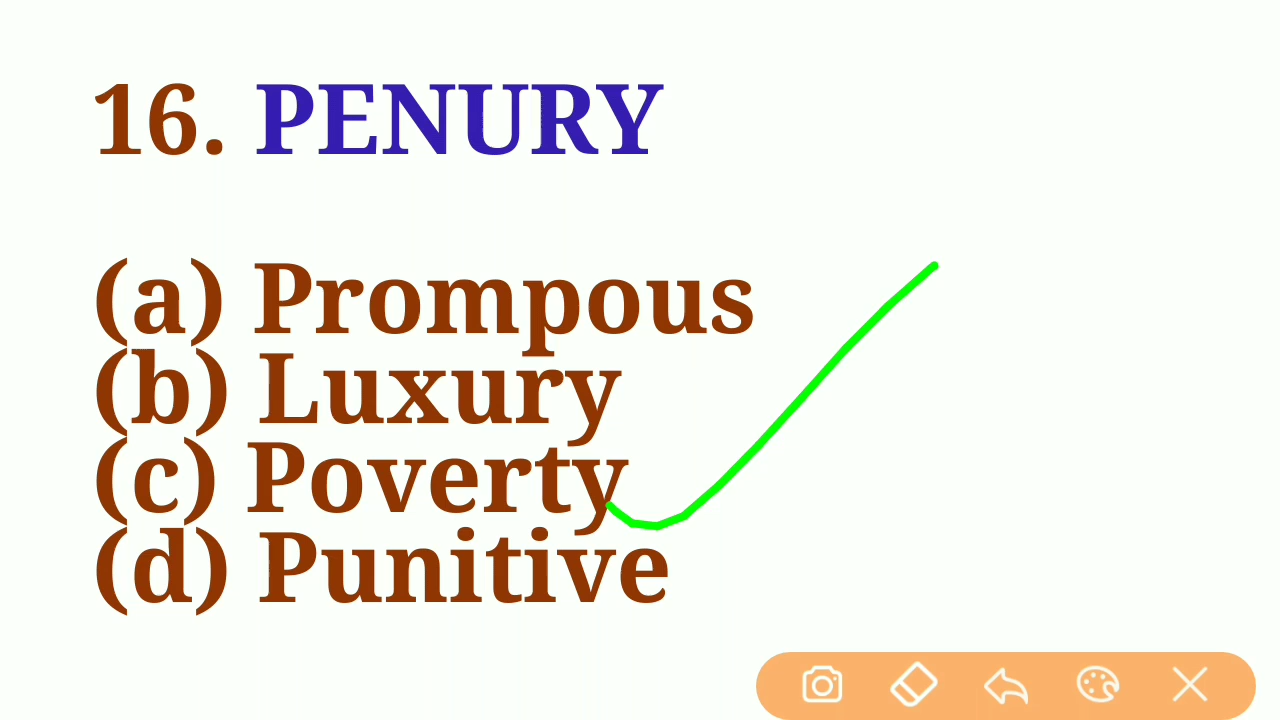 16. PENURY
(a) Prompous
(b) Luxury
(c) Poverty
(d) Punitive